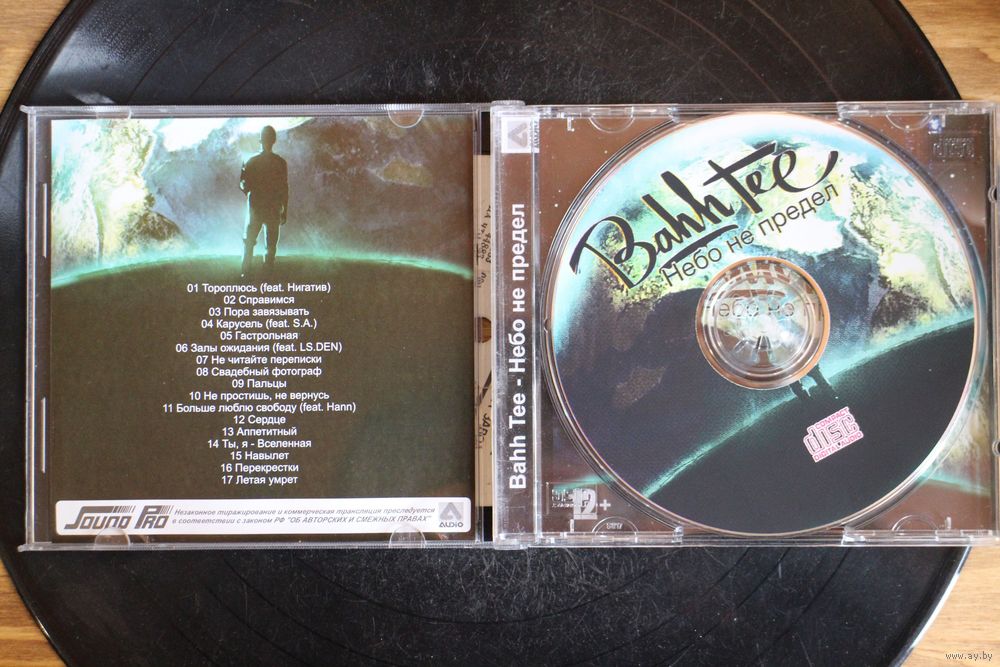 01 Тороплюсь (feat. Нигатив)
02 Справимся
03 Пора завязывать
04 Карусель (feat. S.A.)
05 Гастрольная
06 Залы ожидания (feat. LS.DEN)
07 Не читайте переписки
08 Свадебный фотограф
09 Пальцы
10 Не простишь, не вернусь
11 Больше люблю свободу (feat. Hann)
12 Сердце
13 Аппетитный
14 Ты, я - Вселенная
15 Навылет
16 Перекрестки
17 Летая умрет
Sound Pro
Незаконное тиражирование и коммерческая трансляция преследуется
в соответствии с законом РФ "ОБ АВТОРСКИХ И СМЕЖНЫХ ПРАВАХ"
AUDIO
Bahh Tee - Небо не предел
Bahh Tee
Небо не предел
COMPACT
disc
DIGITAL AUDIO
www.ay.by